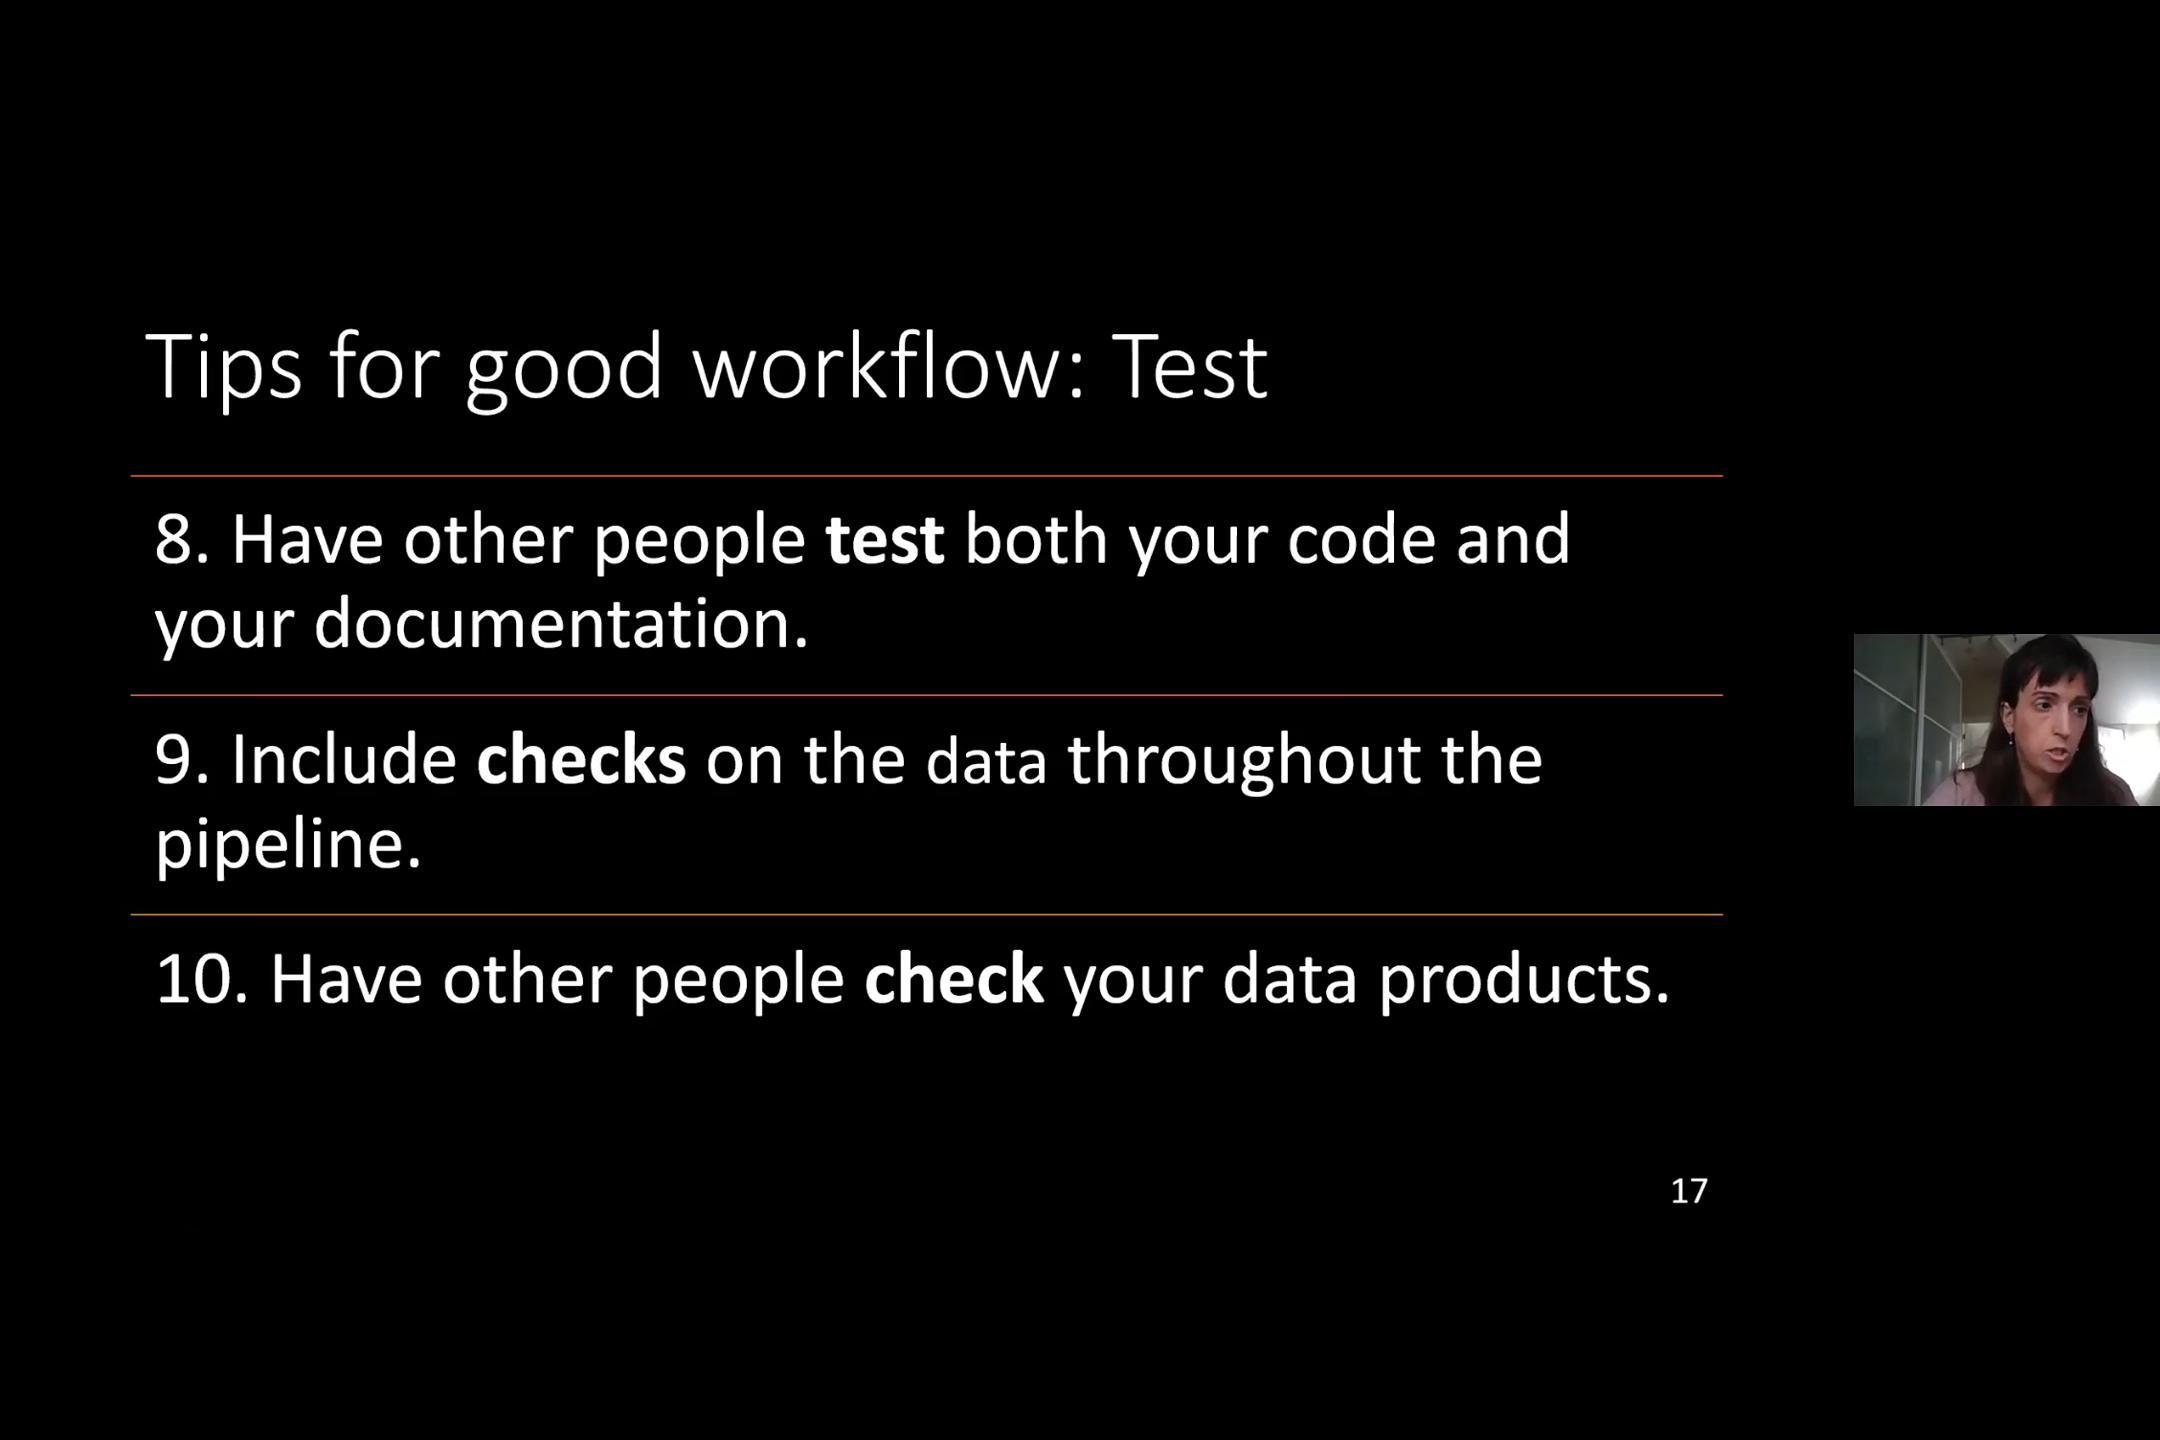 Tips for good workflow: Test
8. Have other people test both your code and
your documentation.
9. Include checks on the data throughout the
pipeline.
10. Have other people check your data products.
17